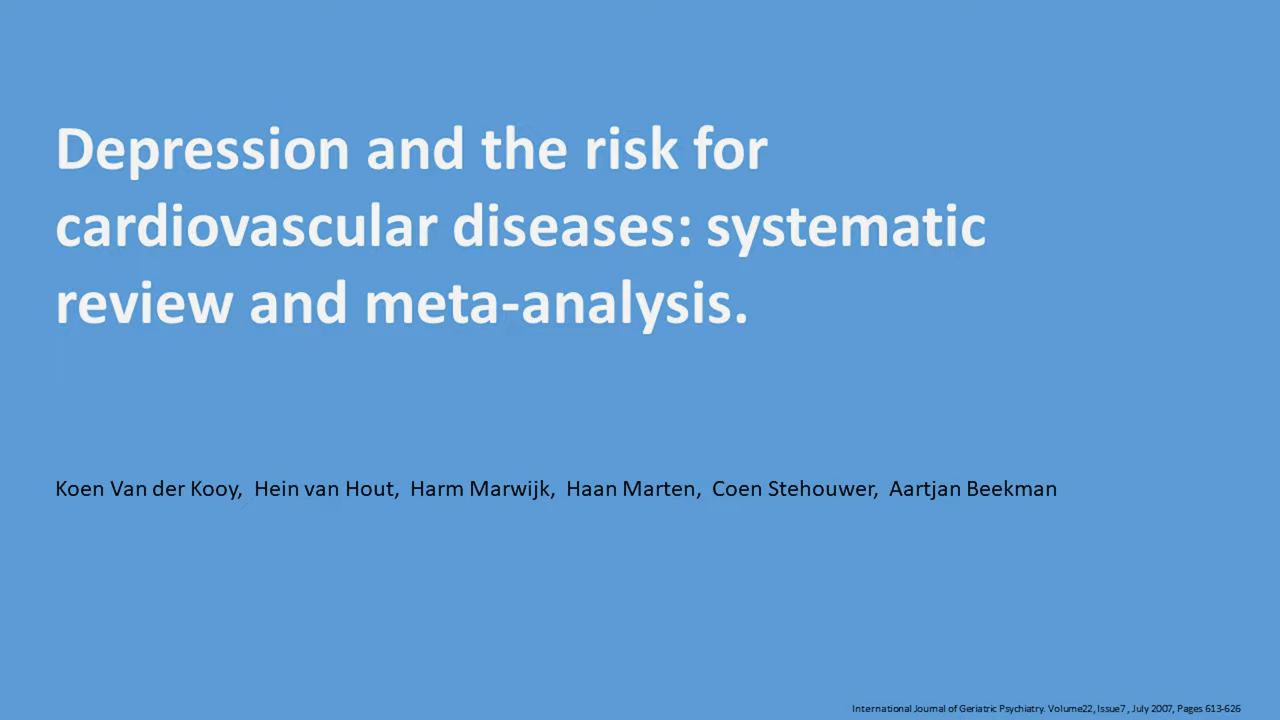 Depression and the risk for
cardiovascular diseases: systematic
review and meta-analysis.
Koen Van der Kooy, Hein van Hout, Harm Marwijk, Haan Marten, Coen Stehouwer, Aartjan Beekman
International Journal of Geriatric Psychiatry. Volume22, Issue7 , July 2007, Pages 613-626